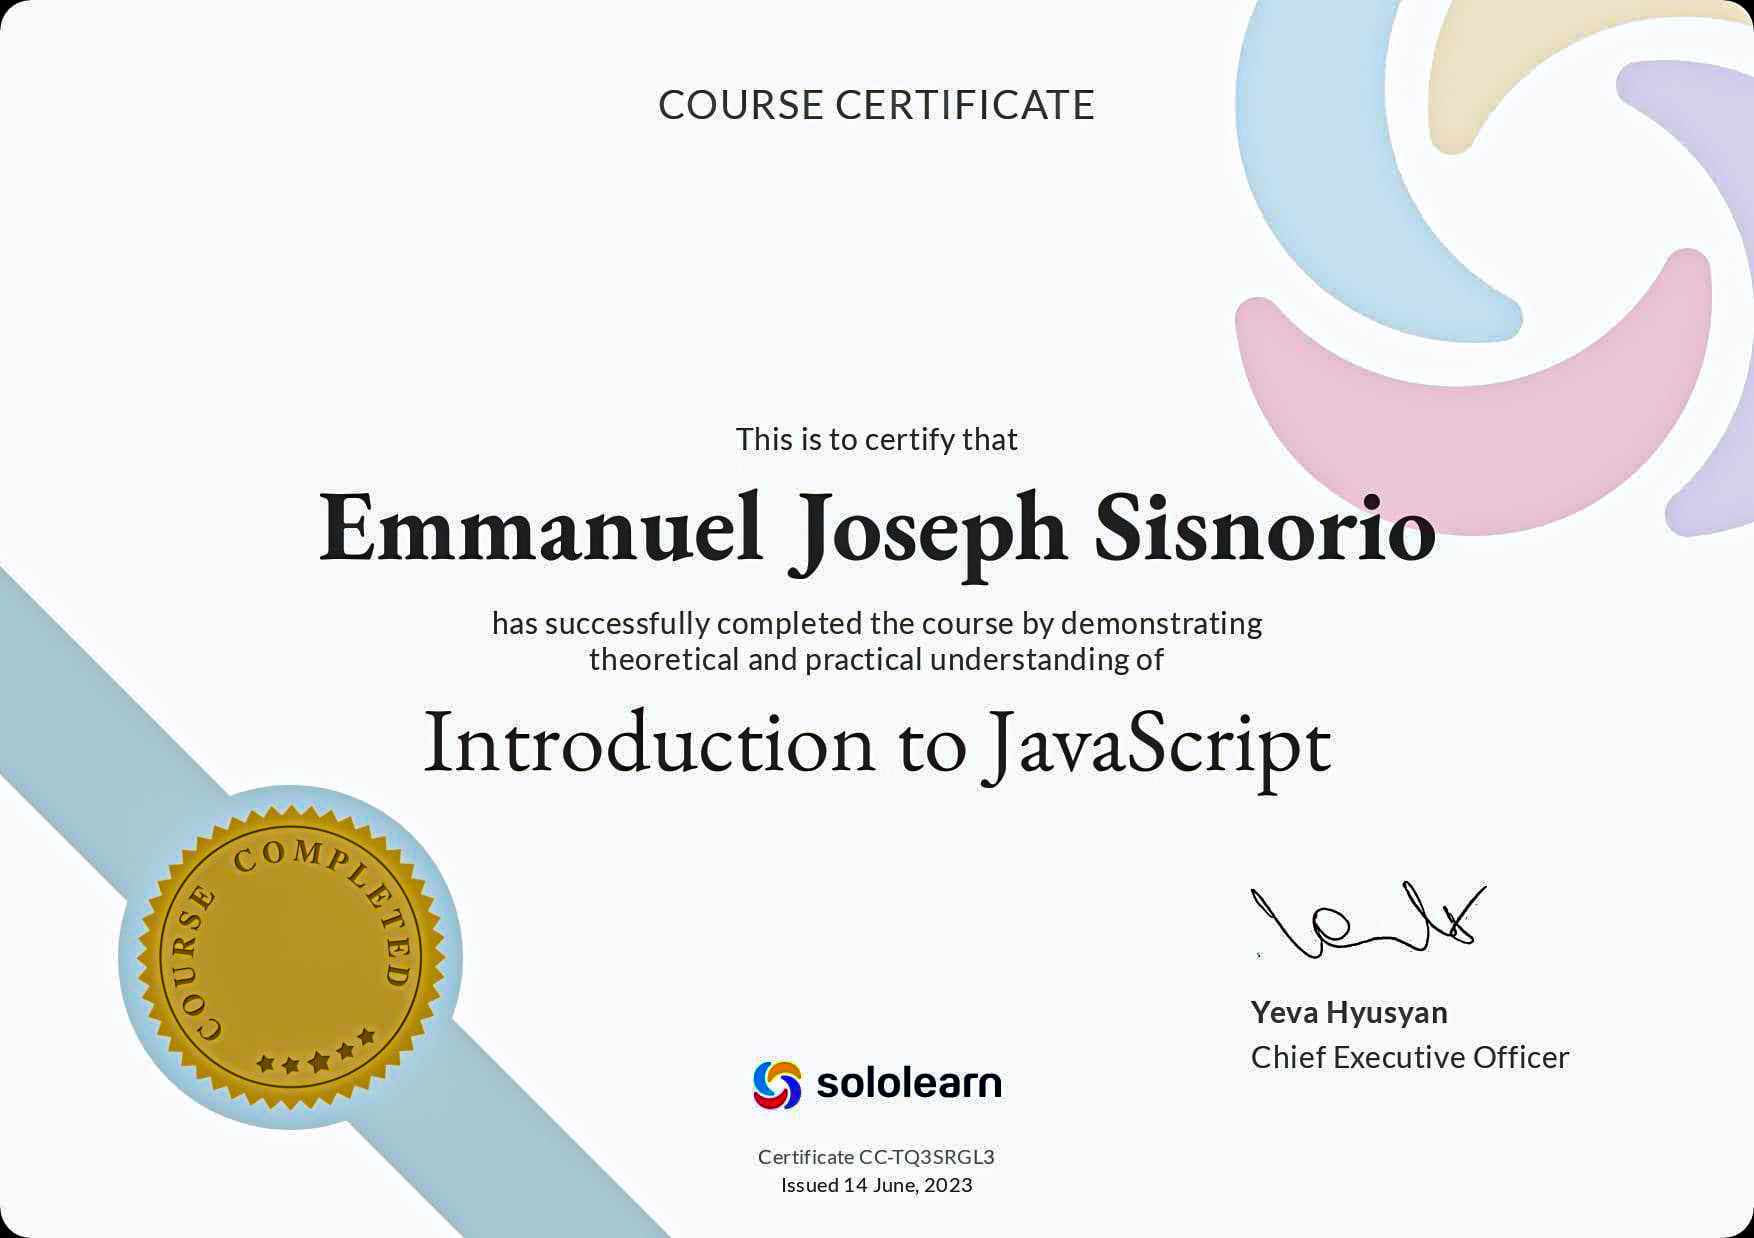 COURSE CERTIFICATE
This is to certify that
Emmanuel Joseph Sisnorio
has successfully completed the course by demonstrating
theoretical and practical understanding of
Introduction to JavaScript
COURSE COMPLETED
Yeva Hyusyan
Chief Executive Officer
sololearn
Certificate CC-TQ3SRGL3
Issued 14 June, 2023